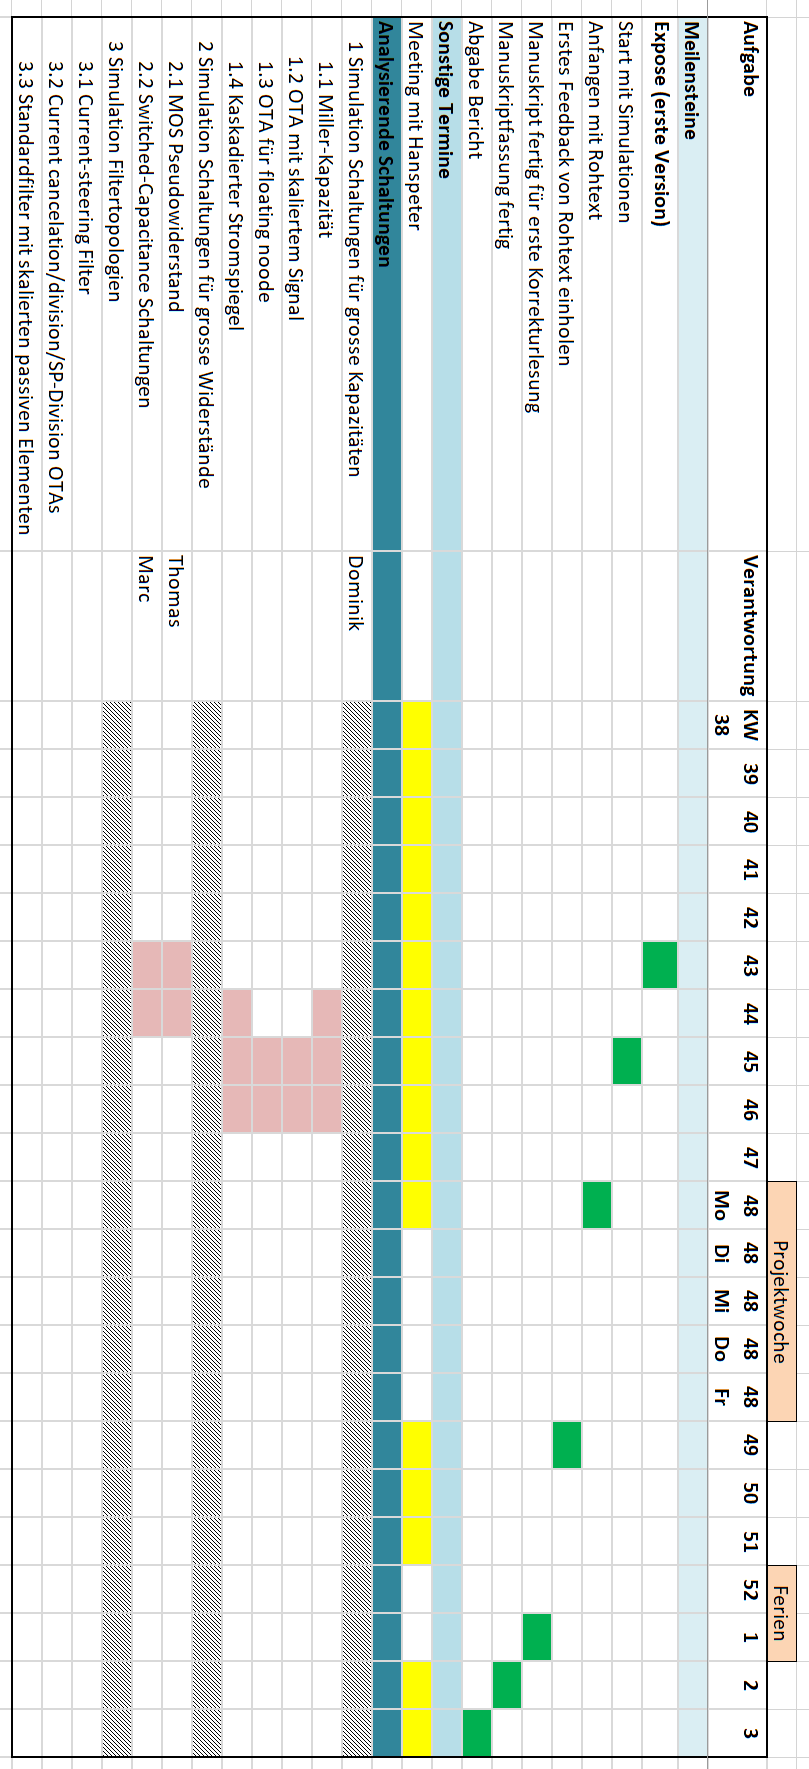 Projektwoche Ferien
Aufgabe Verantwortung KW 39 40 41 42 43 44 45 46 47 48 48 48 48 48 49 50 51 52 1 2 3
38 Mo Di Mi Do Fr
Meilensteine
Expose (erste Version)
Start mit Simulationen
Anfangen mit Rohtext
Erstes Feedback von Rohtext einholen
Manuskript fertig für erste Korrekturlesung
Manuskriptfassung fertig
Abgabe Bericht
Sonstige Termine
Meeting mit Hanspeter
Analysierende Schaltungen
1 Simulation Schaltungen für grosse Kapazitäten Dominik
1.1 Miller-Kapazität
1.2 OTA mit skaliertem Signal
1.3 OTA für floating noode
1.4 Kaskadierter Stromspiegel
2 Simulation Schaltungen für grosse Widerstände
2.1 MOS Pseudowiderstand Thomas
2.2 Switched-Capacitance Schaltungen Marc
3 Simulation Filtertopologien
3.1 Current-steering Filter
3.2 Current cancelation/division/SP-Division OTAs
3.3 Standardfilter mit skalierten passiven Elementen